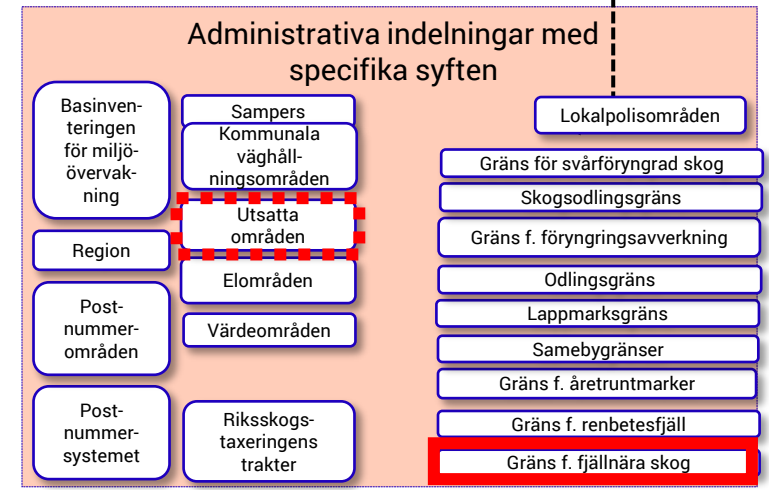 Administrativa indelningar med
specifika syften
Basinven-
teringen
för miljö-
övervak-
ning
Region
Post-
nummer-
områden
Post-
nummer-
systemet
Sampers
Kommunala
väghåll-
ningsområden
Utsatta
områden
Elområden
Värdeområden
Riksskogs-
taxeringens
trakter
Lokalpolisområden
Gräns för svårföryngrad skog
Skogsodlingsgräns
Gräns f. föryngringsavverkning
Odlingsgräns
Lappmarksgräns
Samebygränser
Gräns f. åretruntmarker
Gräns f. renbetesfjäll
Gräns f. fjällnära skog